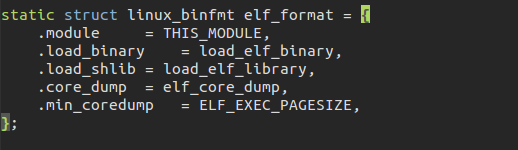 static struct linux_binfmt elf_format = {
    .module     = THIS_MODULE,
    .load_binary    = load_elf_binary,
    .load_shlib = load_elf_library,
    .core_dump  = elf_core_dump,
    .min_coredump   = ELF_EXEC_PAGESIZE,
};